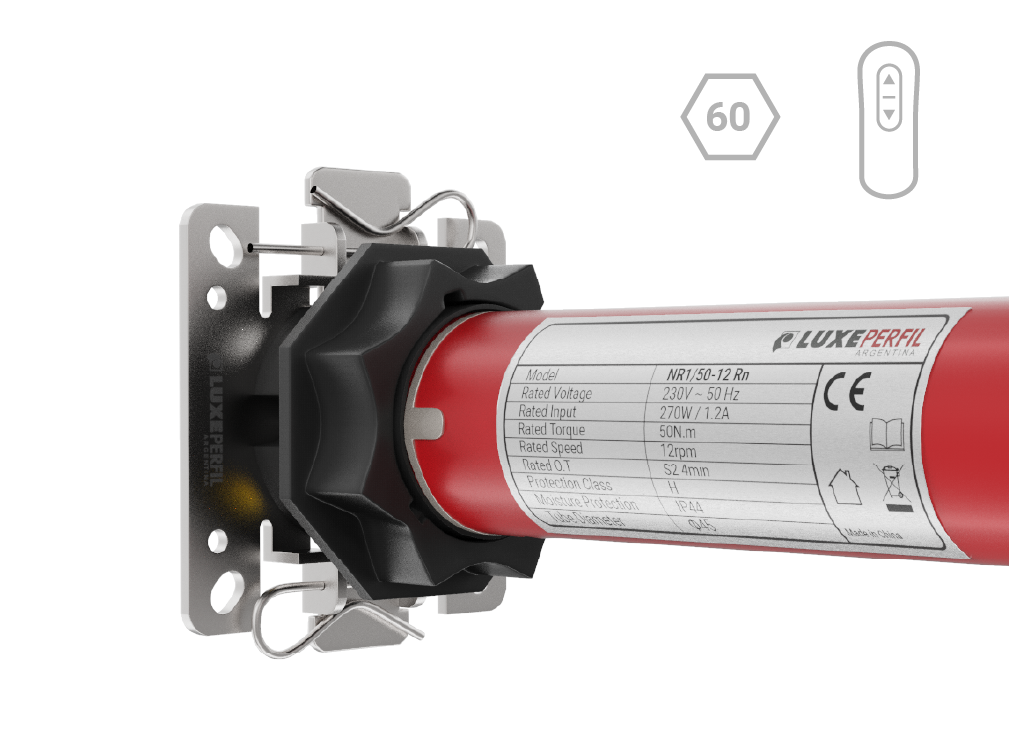 60
LUXEPERFIL
ARGENTINA
Model NR1/50-12 Rn
Rated Voltage 230V ~ 50 Hz
Rated Input 270W / 1.2A
Rated Torque 50N.m
Rated Speed 12rpm
Rated O.T S2 4min
Protection Class H
Moisture Protection IP44
Tube Diameter Φ45
CE
Made in China
LUXEPERFIL
ARGENTINA